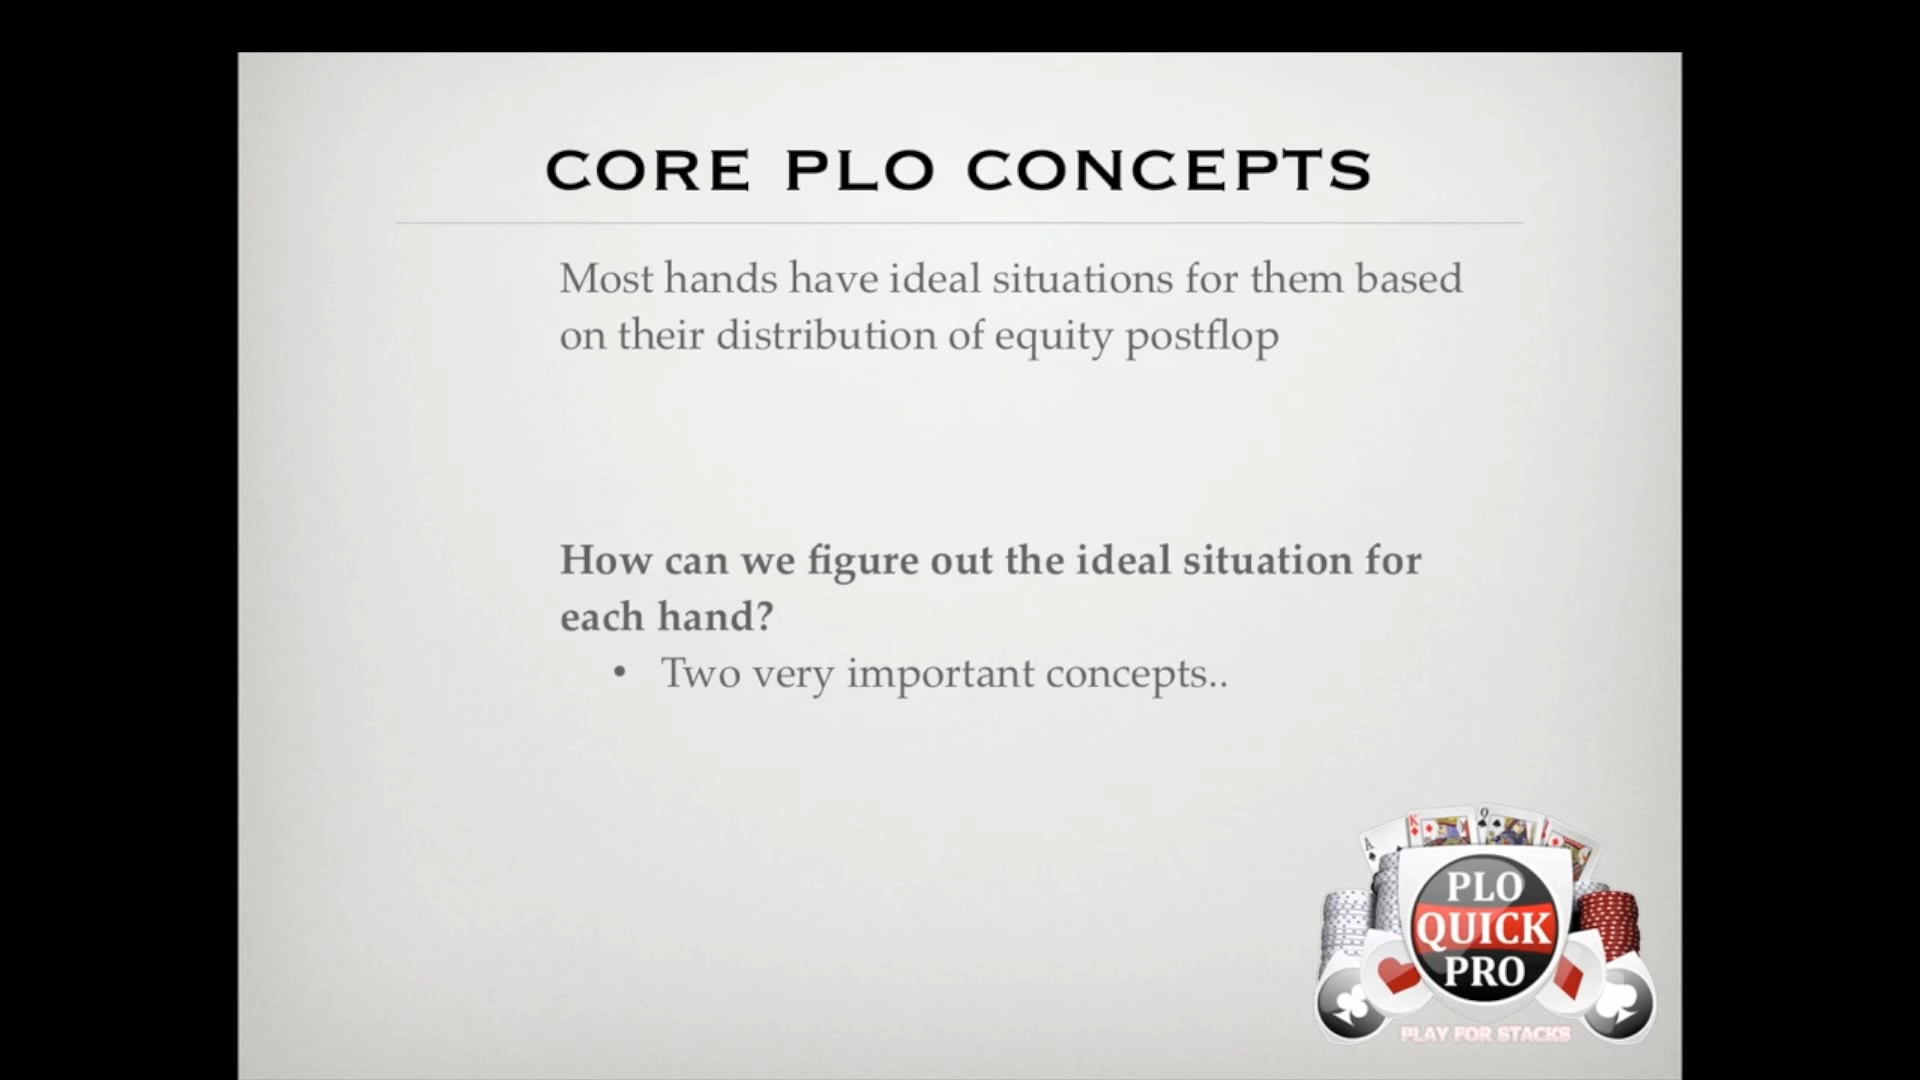 CORE PLO CONCEPTS
Most hands have ideal situations for them based
on their distribution of equity postflop
How can we figure out the ideal situation for
each hand?
• Two very important concepts..
K
Q
A
PLO
QUICK
PRO
PLAY FOR STACKS